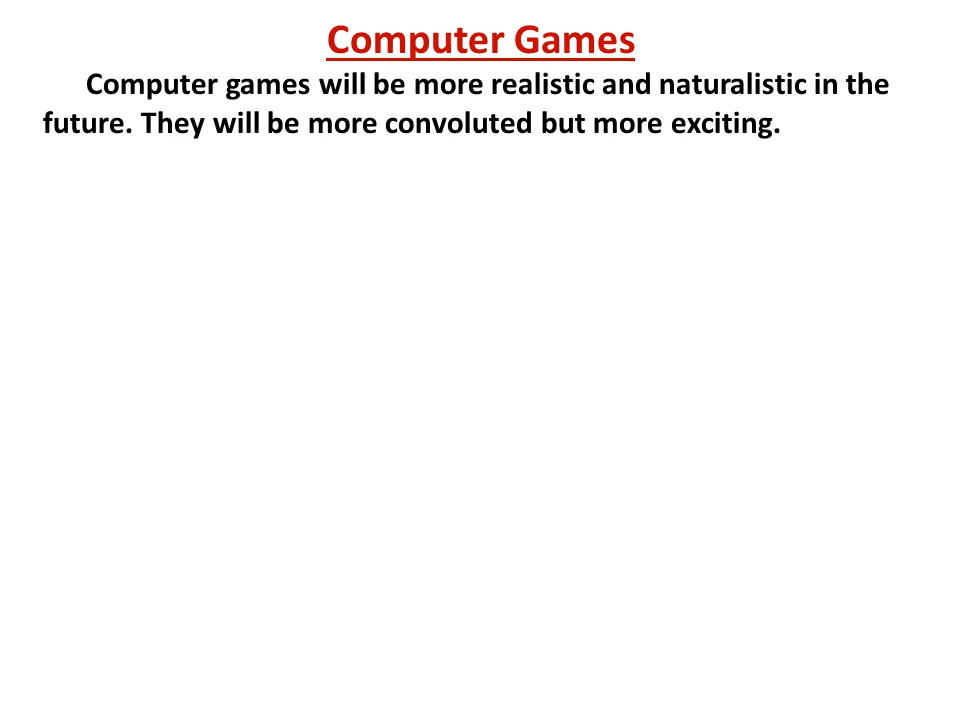 Computer Games
Computer games will be more realistic and naturalistic in the
future. They will be more convoluted but more exciting.